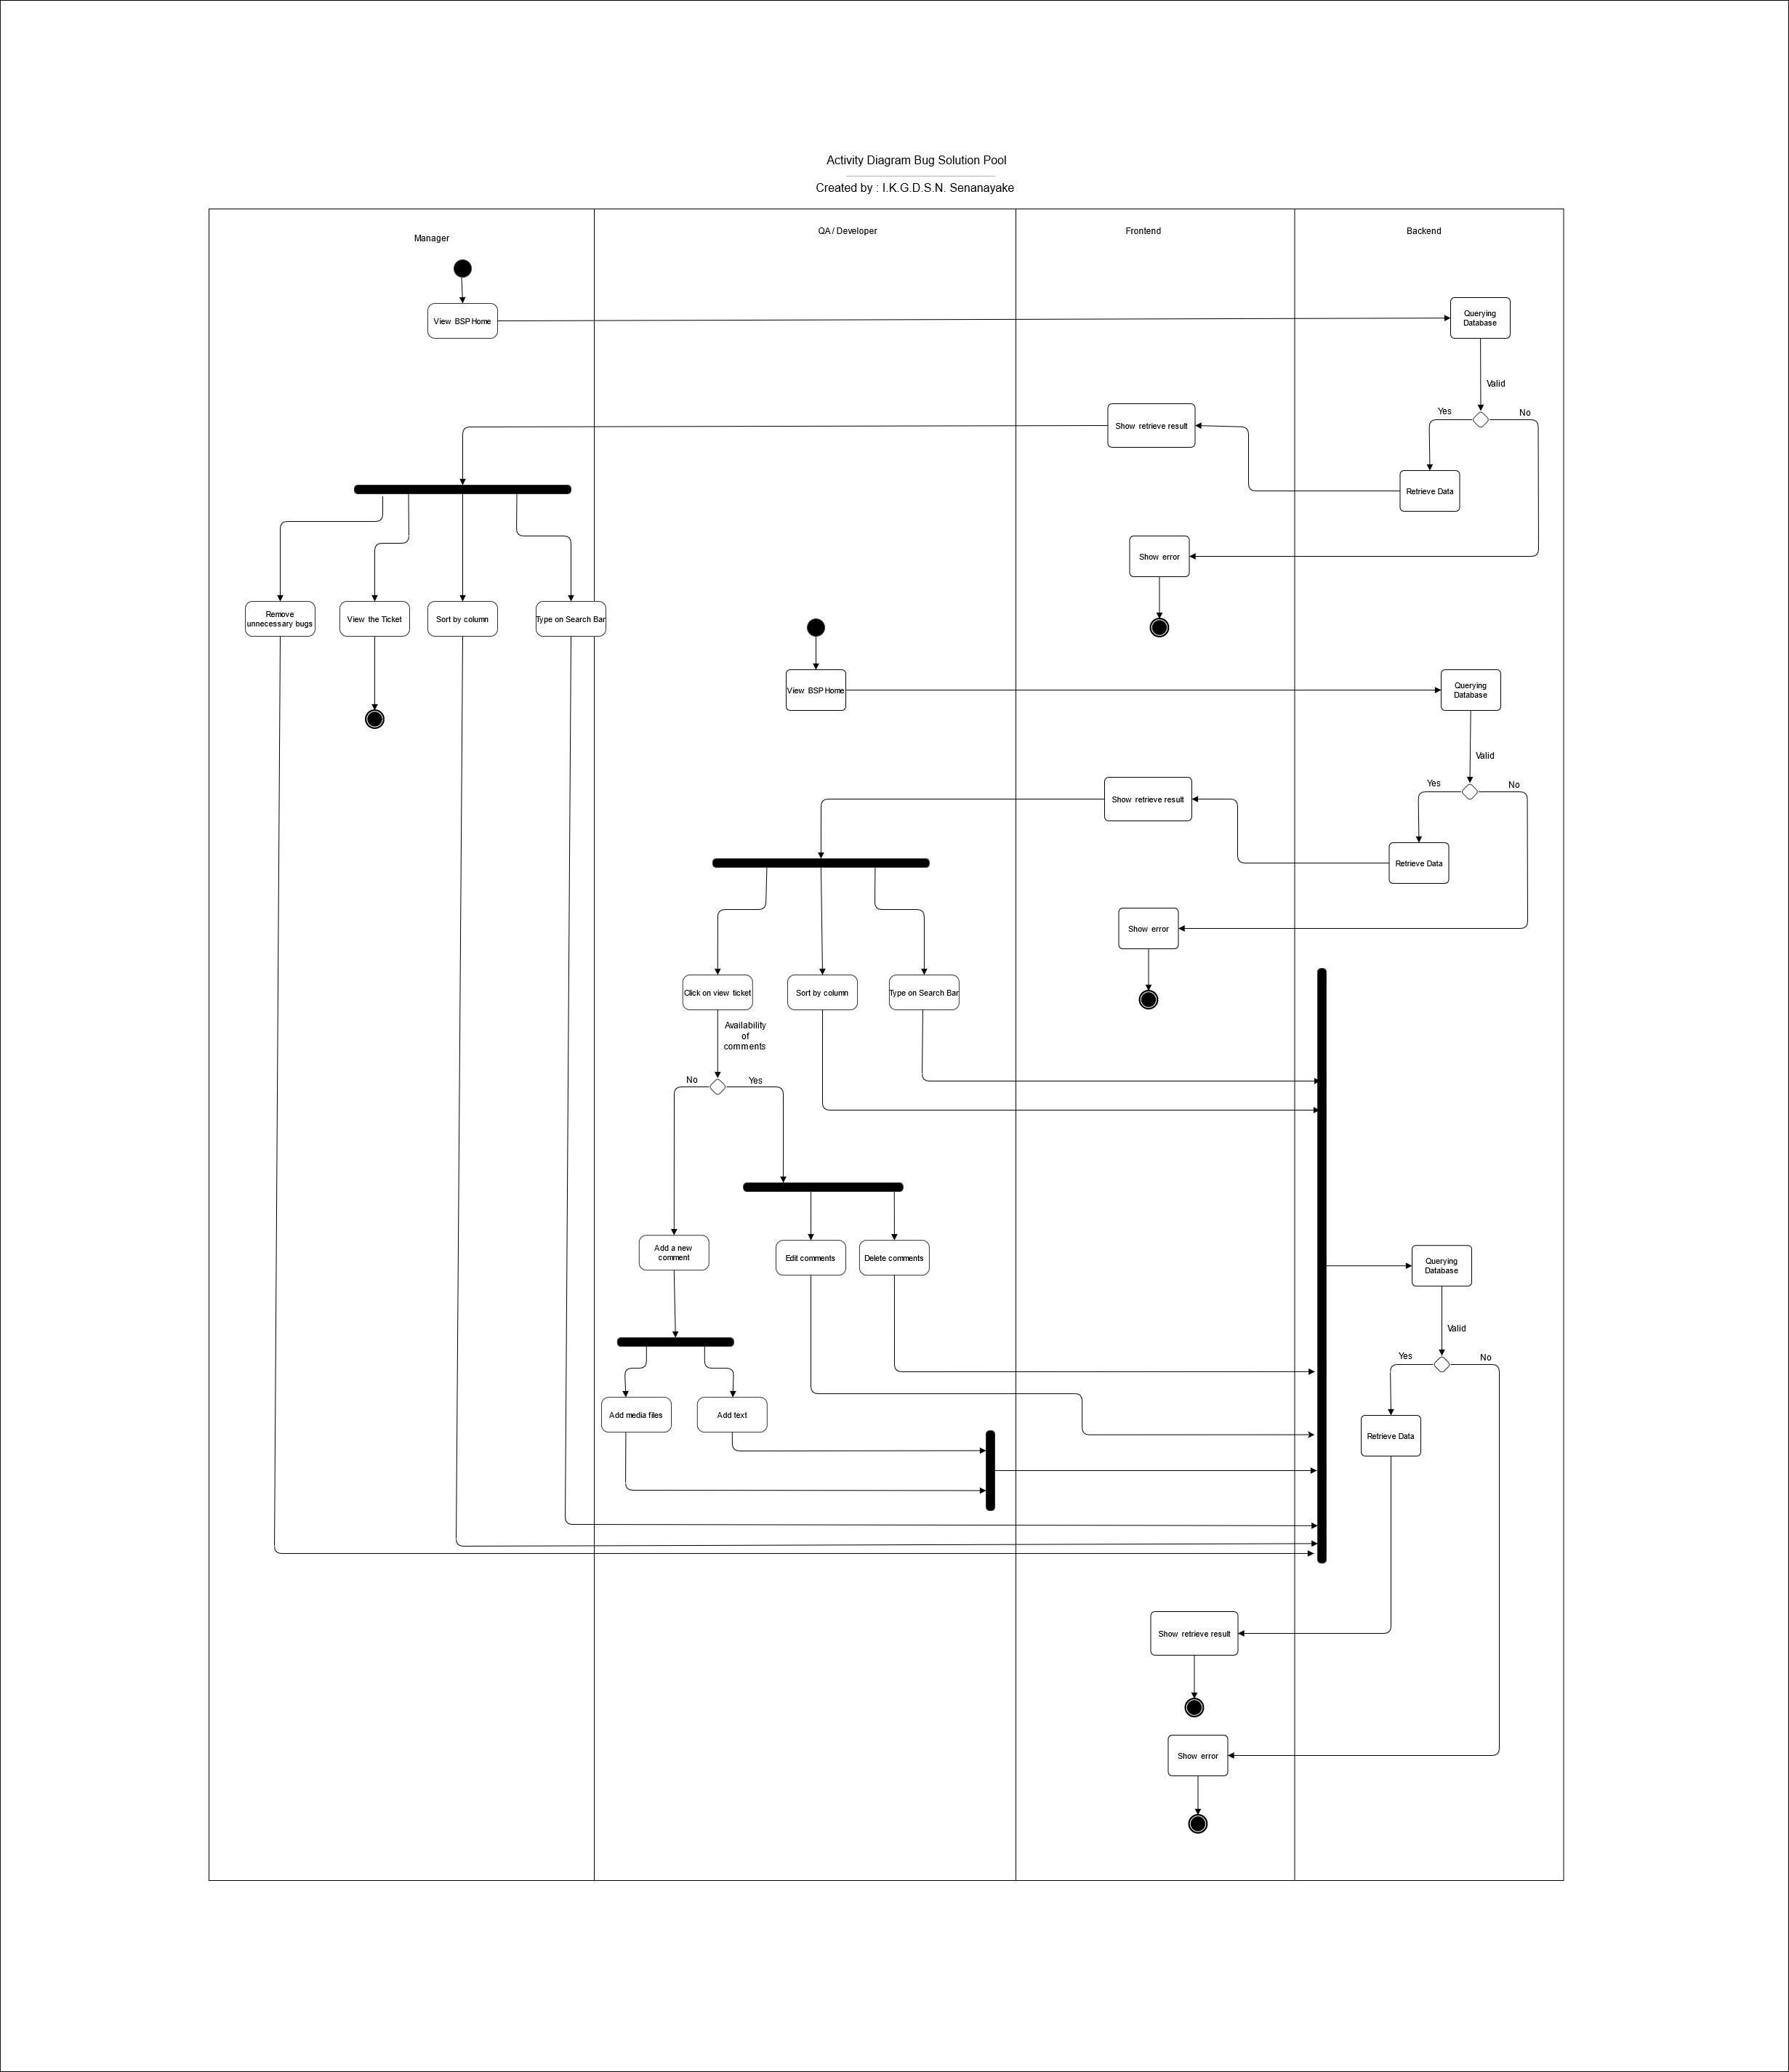 Activity Diagram Bug Solution Pool
Created by : I.K.G.D.S.N. Senanayake
Manager
QA / Developer
Frontend
Backend
View BSP Home
Querying
Database
Valid
Yes
No
Show retrieve result
Retrieve Data
Show error
Remove
unnecessary bugs
View the Ticket
Sort by column
Type on Search Bar
View BSP Home
Querying
Database
Valid
Yes
No
Show retrieve result
Retrieve Data
Show error
Click on view ticket
Sort by column
Type on Search Bar
Availability
of
comments
No
Yes
Add a new
comment
Edit comments
Delete comments
Querying
Database
Valid
Yes
No
Add media files
Add text
Retrieve Data
Show retrieve result
Show error